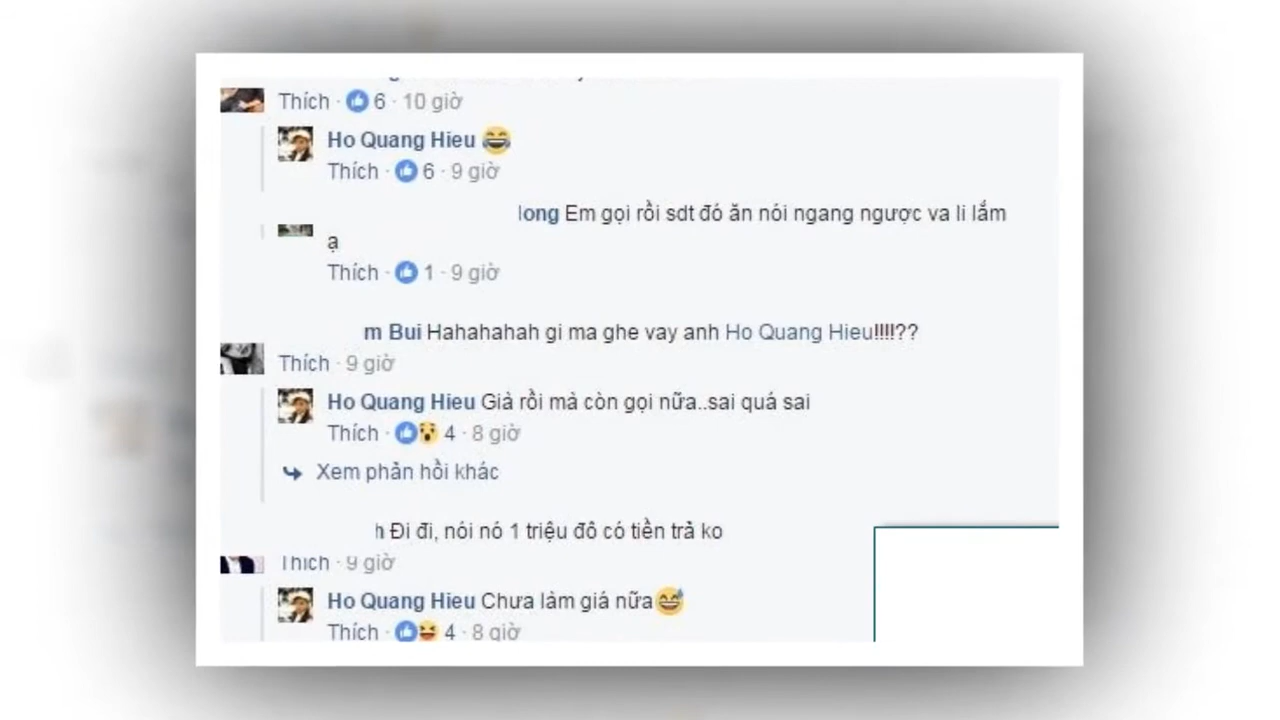 Thích · 6 · 10 giờ
Ho Quang Hieu 😂
Thích · 6 · 9 giờ
long Em gọi rồi sdt đó ăn nói ngang ngược va li lắm
ạ
Thích · 1 · 9 giờ
m Bui Hahahahah gi ma ghe vay anh Ho Quang Hieu!!!!??
Thích · 9 giờ
Ho Quang Hieu Già rồi mà còn gọi nữa..sai quá sai
Thích · 4 · 8 giờ
Xem phản hồi khác
h Đi đi, nói nó 1 triệu đô có tiền trả ko
Thích · 9 giờ
Ho Quang Hieu Chưa làm giá nữa😅
Thích · 4 · 8 giờ